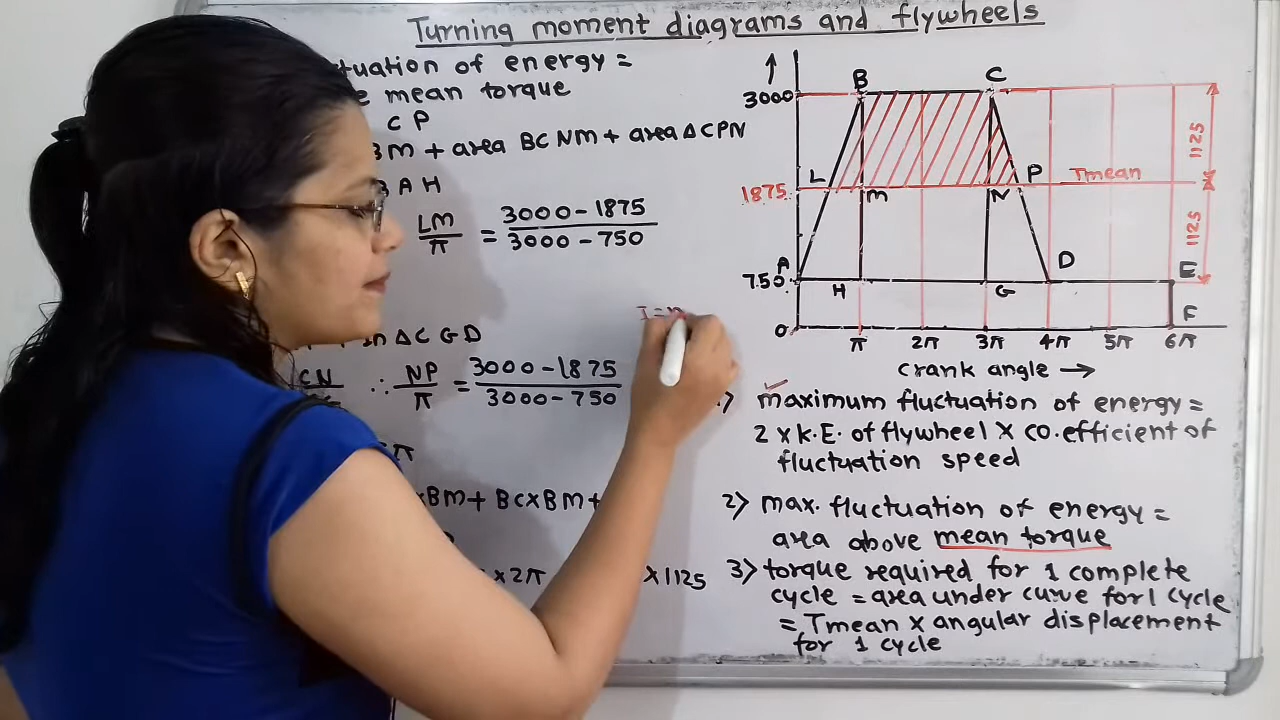 Turning moment diagrams and flywheels
tuation of energy =
mean torque
CP
BM + area BCNM + area ΔCPN
BAH
LM/π = 3000-1875/3000-750
ΔCGD
CN ∴ NP/π = 3000-1875/3000-750
π
×BM + BC×BM +
×2π ×1125
I=
B C
3000
L P Tmean
1875 M N
1125
1125
A D E
750
H G F
0 π 2π 3π 4π 5π 6π
crank angle →
maximum fluctuation of energy =
2 × K.E. of flywheel × co.efficient of
fluctuation speed
2) max. fluctuation of energy =
area above mean torque
3) torque required for 1 complete
cycle = area under curve for 1 cycle
= Tmean × angular displacement
for 1 cycle